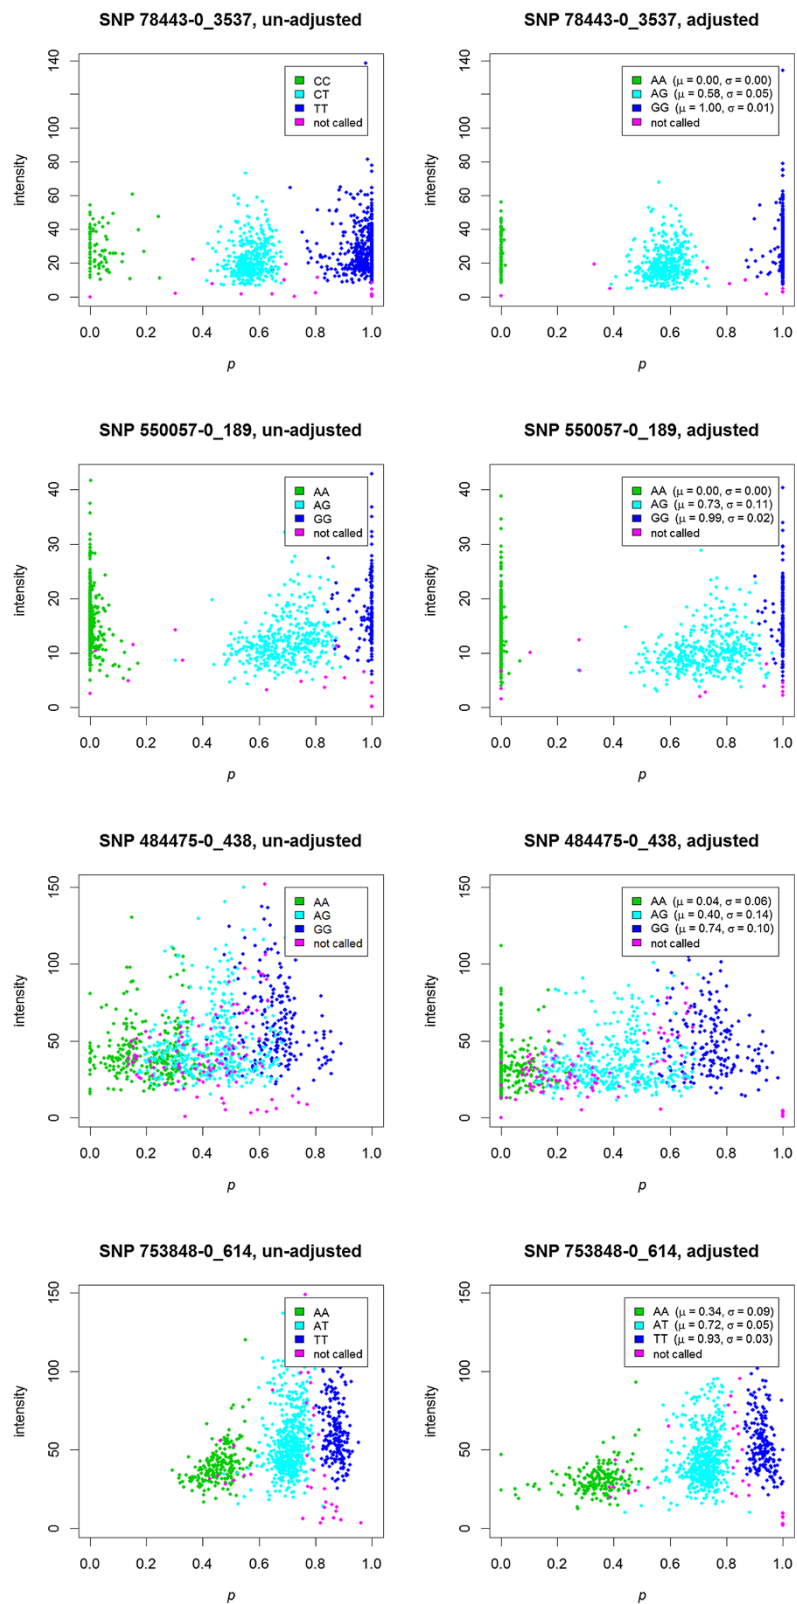 SNP 78443-0_3537, un-adjusted
intensity
0 20 40 60 80 100 140
0.0 0.2 0.4 0.6 0.8 1.0
p
CC
CT
TT
not called
SNP 78443-0_3537, adjusted
intensity
0 20 40 60 80 100 140
0.0 0.2 0.4 0.6 0.8 1.0
p
AA (μ = 0.00, σ = 0.00)
AG (μ = 0.58, σ = 0.05)
GG (μ = 1.00, σ = 0.01)
not called
SNP 550057-0_189, un-adjusted
intensity
0 10 20 30 40
0.0 0.2 0.4 0.6 0.8 1.0
p
AA
AG
GG
not called
SNP 550057-0_189, adjusted
intensity
0 10 20 30 40
0.0 0.2 0.4 0.6 0.8 1.0
p
AA (μ = 0.00, σ = 0.00)
AG (μ = 0.73, σ = 0.11)
GG (μ = 0.99, σ = 0.02)
not called
SNP 484475-0_438, un-adjusted
intensity
0 50 100 150
0.0 0.2 0.4 0.6 0.8 1.0
p
AA
AG
GG
not called
SNP 484475-0_438, adjusted
intensity
0 50 100 150
0.0 0.2 0.4 0.6 0.8 1.0
p
AA (μ = 0.04, σ = 0.06)
AG (μ = 0.40, σ = 0.14)
GG (μ = 0.74, σ = 0.10)
not called
SNP 753848-0_614, un-adjusted
intensity
0 50 100 150
0.0 0.2 0.4 0.6 0.8 1.0
p
AA
AT
TT
not called
SNP 753848-0_614, adjusted
intensity
0 50 100 150
0.0 0.2 0.4 0.6 0.8 1.0
p
AA (μ = 0.34, σ = 0.09)
AT (μ = 0.72, σ = 0.05)
TT (μ = 0.93, σ = 0.03)
not called